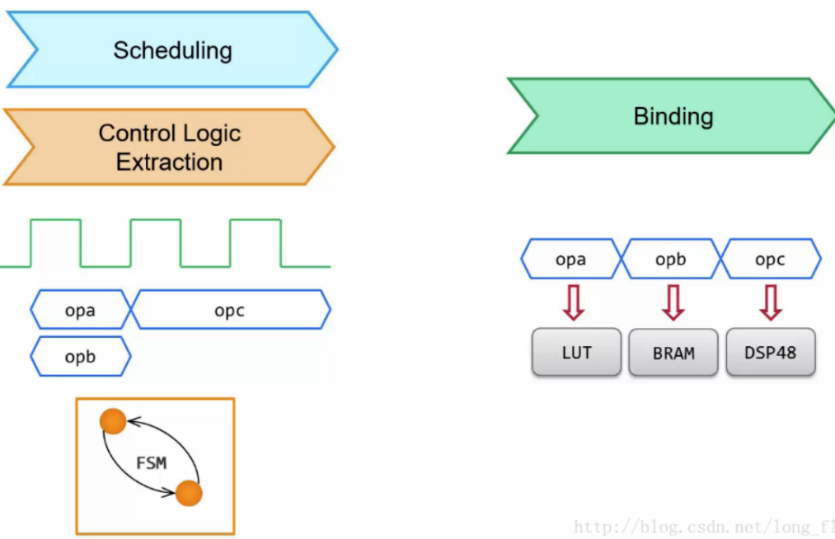 Scheduling
Control Logic
Extraction
Binding
opa
opc
opb
FSM
opa
opb
opc
LUT
BRAM
DSP48
http://blog.csdn.net/long_fl